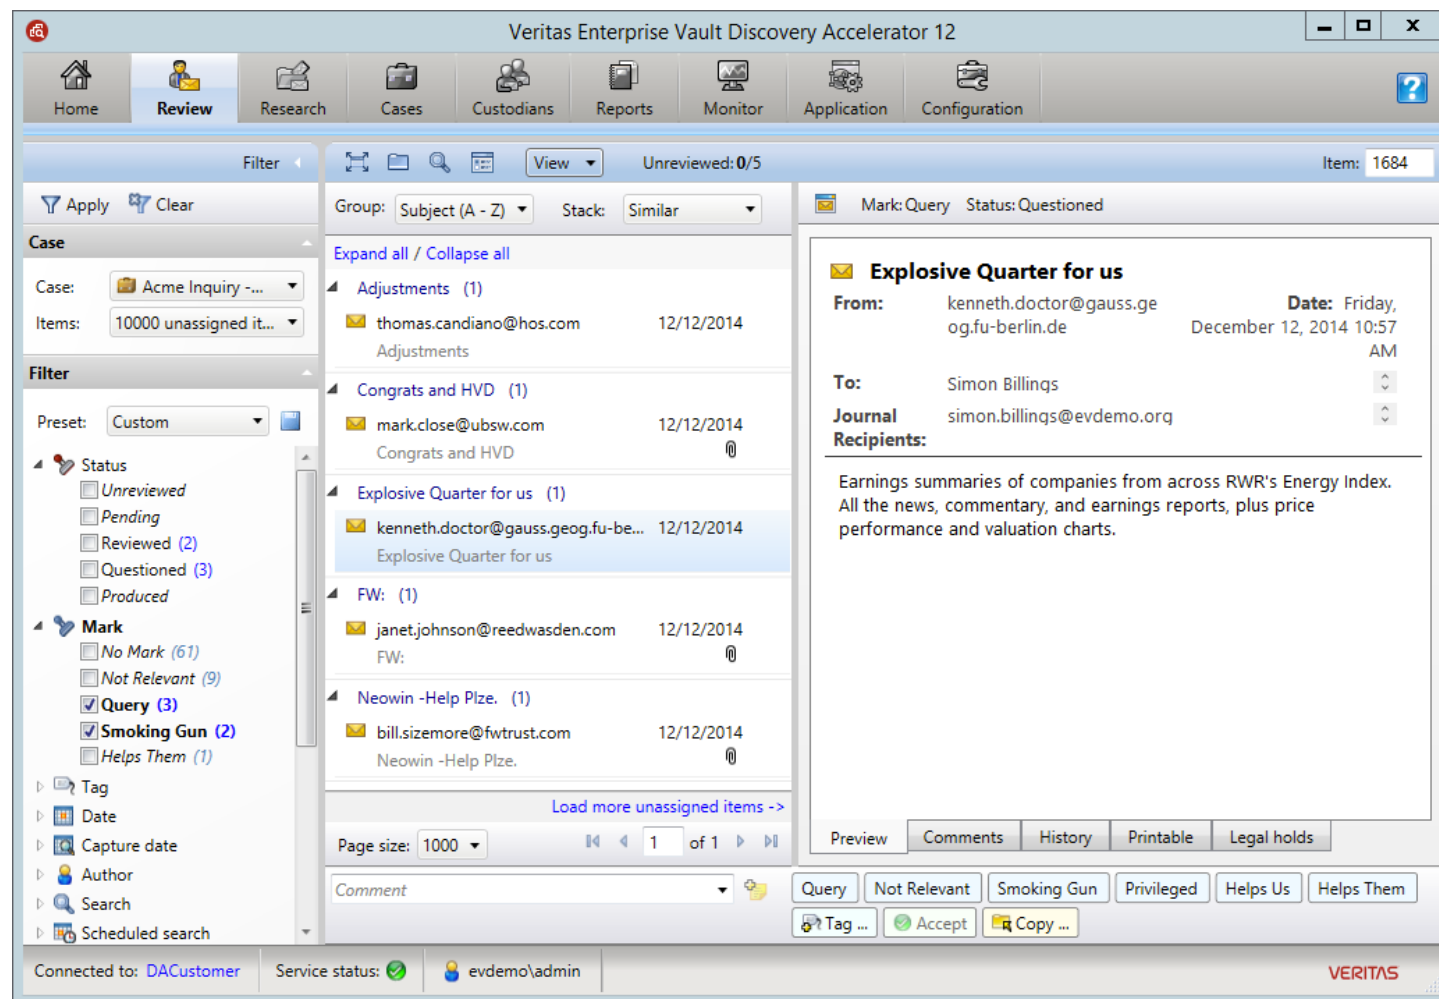 Veritas Enterprise Vault Discovery Accelerator 12
Home Review Research Cases Custodians Reports Monitor Application Configuration
Filter
View Unreviewed: 0/5 Item: 1684
Apply Clear
Case
Case: Acme Inquiry -...
Items: 10000 unassigned it...
Filter
Preset: Custom
Status
Unreviewed
Pending
Reviewed (2)
Questioned (3)
Produced
Mark
No Mark (61)
Not Relevant (9)
Query (3)
Smoking Gun (2)
Helps Them (1)
Tag
Date
Capture date
Author
Search
Scheduled search
Group: Subject (A - Z) Stack: Similar
Expand all / Collapse all
Adjustments (1)
thomas.candiano@hos.com 12/12/2014
Adjustments
Congrats and HVD (1)
mark.close@ubsw.com 12/12/2014
Congrats and HVD
Explosive Quarter for us (1)
kenneth.doctor@gauss.geog.fu-be... 12/12/2014
Explosive Quarter for us
FW: (1)
janet.johnson@reedwasden.com 12/12/2014
FW:
Neowin -Help Plze. (1)
bill.sizemore@fwtrust.com 12/12/2014
Neowin -Help Plze.
Load more unassigned items ->
Page size: 1000 1 of 1
Comment
Mark: Query Status: Questioned
Explosive Quarter for us
From: kenneth.doctor@gauss.ge Date: Friday,
og.fu-berlin.de December 12, 2014 10:57
AM
To: Simon Billings
Journal simon.billings@evdemo.org
Recipients:
Earnings summaries of companies from across RWR's Energy Index.
All the news, commentary, and earnings reports, plus price
performance and valuation charts.
Preview Comments History Printable Legal holds
Query Not Relevant Smoking Gun Privileged Helps Us Helps Them
Tag ... Accept Copy ...
Connected to: DACustomer Service status: evdemo\admin VERITAS